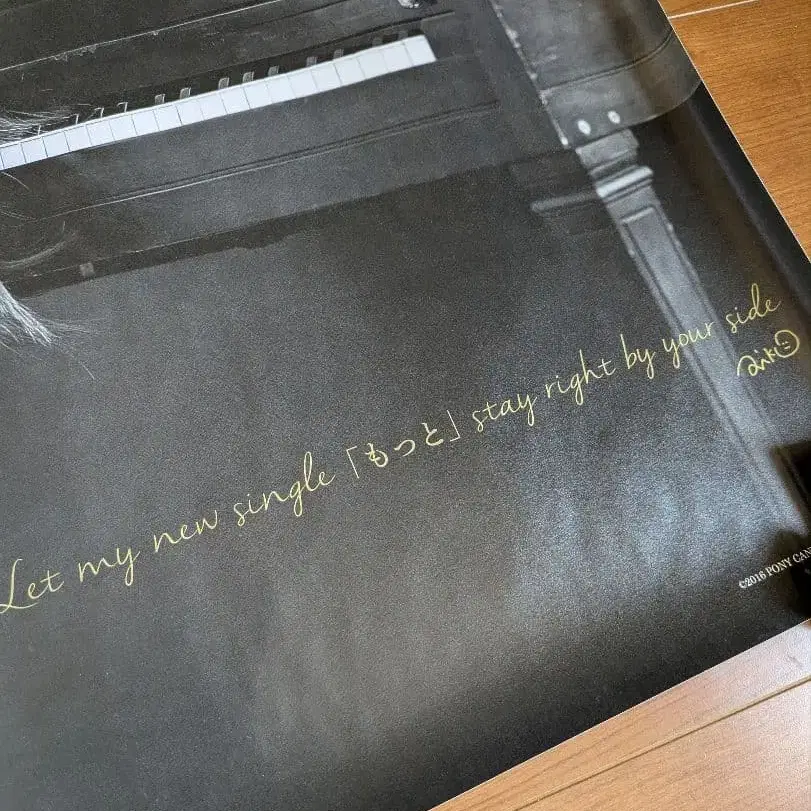 Let my new single「もっと」stay right by your side
aiko
©2016 PONY CAN